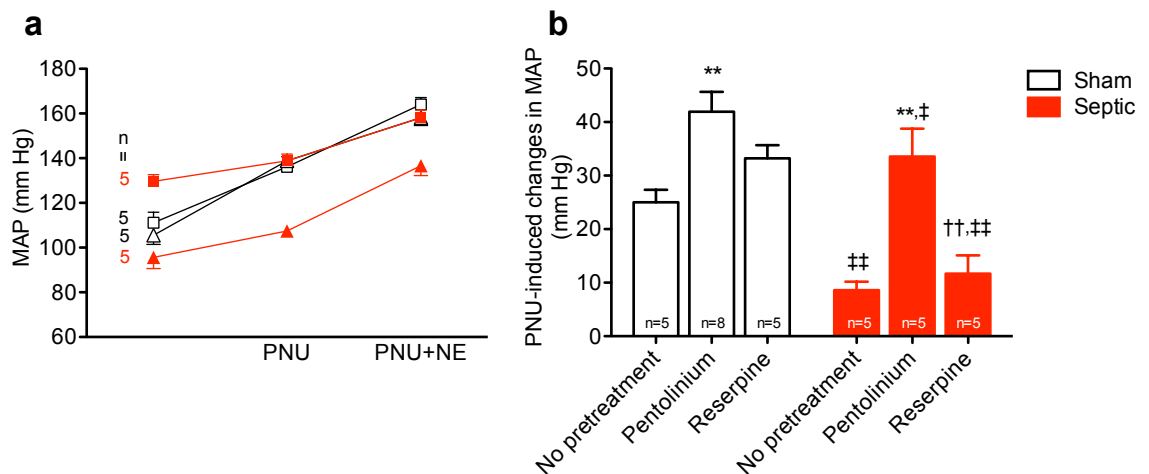 a
MAP (mm Hg)
180
160
140
120
100
80
60
n
=
5
5
5
5
PNU
PNU+NE
b
PNU-induced changes in MAP
(mm Hg)
50
40
30
20
10
0
**
**,‡
‡‡
††,‡‡
n=5
n=8
n=5
n=5
n=5
n=5
No pretreatment
Pentolinium
Reserpine
No pretreatment
Pentolinium
Reserpine
Sham
Septic